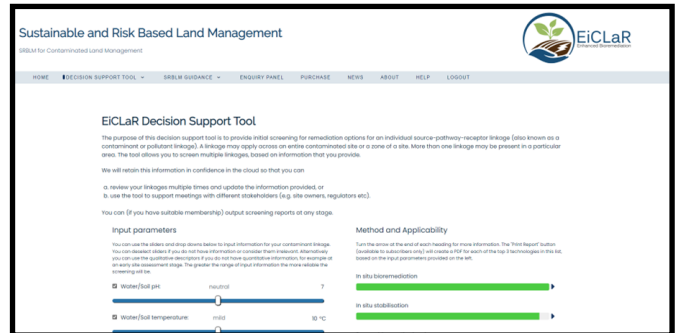 Sustainable and Risk Based Land Management
SRBLM for Contaminated Land Management
EiCLaR
Enhanced Bioremediation
HOME DECISION SUPPORT TOOL SRBLM GUIDANCE ENQUIRY PANEL PURCHASE NEWS ABOUT HELP LOGOUT
EiCLaR Decision Support Tool
The purpose of this decision support tool is to provide initial screening for remediation options for an individual source-pathway-receptor linkage (also known as a
contaminant or pollutant linkage). A linkage may apply across an entire contaminated site or a zone of a site. More than one linkage may be present in a particular
area. The tool allows you to screen multiple linkages, based on information that you provide.
We will retain this information in confidence in the cloud so that you can
a. review your linkages multiple times and update the information provided, or
b. use the tool to support meetings with different stakeholders (e.g. site owners, regulators etc).
You can (if you have suitable membership) output screening reports at any stage.
Input parameters
You can use the sliders and drop downs below to input information for your contaminant linkage.
You can deselect sliders if you do not have information or consider them irrelevant. Alternatively
you can use the qualitative descriptors if you do not have quantitative information, for example at
an early site assessment stage. The greater the range of input information the more reliable the
screening will be.
Water/Soil pH: neutral 7
Water/Soil temperature: mild 10 °C
Method and Applicability
Turn the arrow at the end of each heading for more information. The "Print Report" button
(available to subscribers only) will create a PDF for each of the top 3 technologies in this list,
based on the input parameters provided on the left.
In situ bioremediation
In situ stabilisation